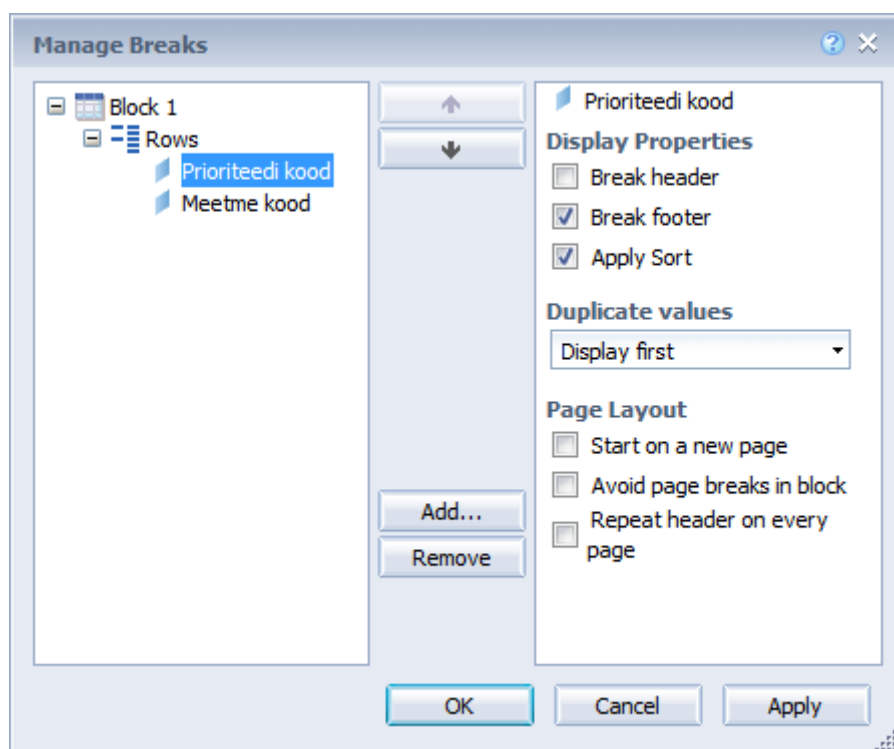 Manage Breaks
Block 1
Rows
Prioriteedi kood
Meetme kood
Add...
Remove
Prioriteedi kood
Display Properties
Break header
Break footer
Apply Sort
Duplicate values
Display first
Page Layout
Start on a new page
Avoid page breaks in block
Repeat header on every
page
OK
Cancel
Apply